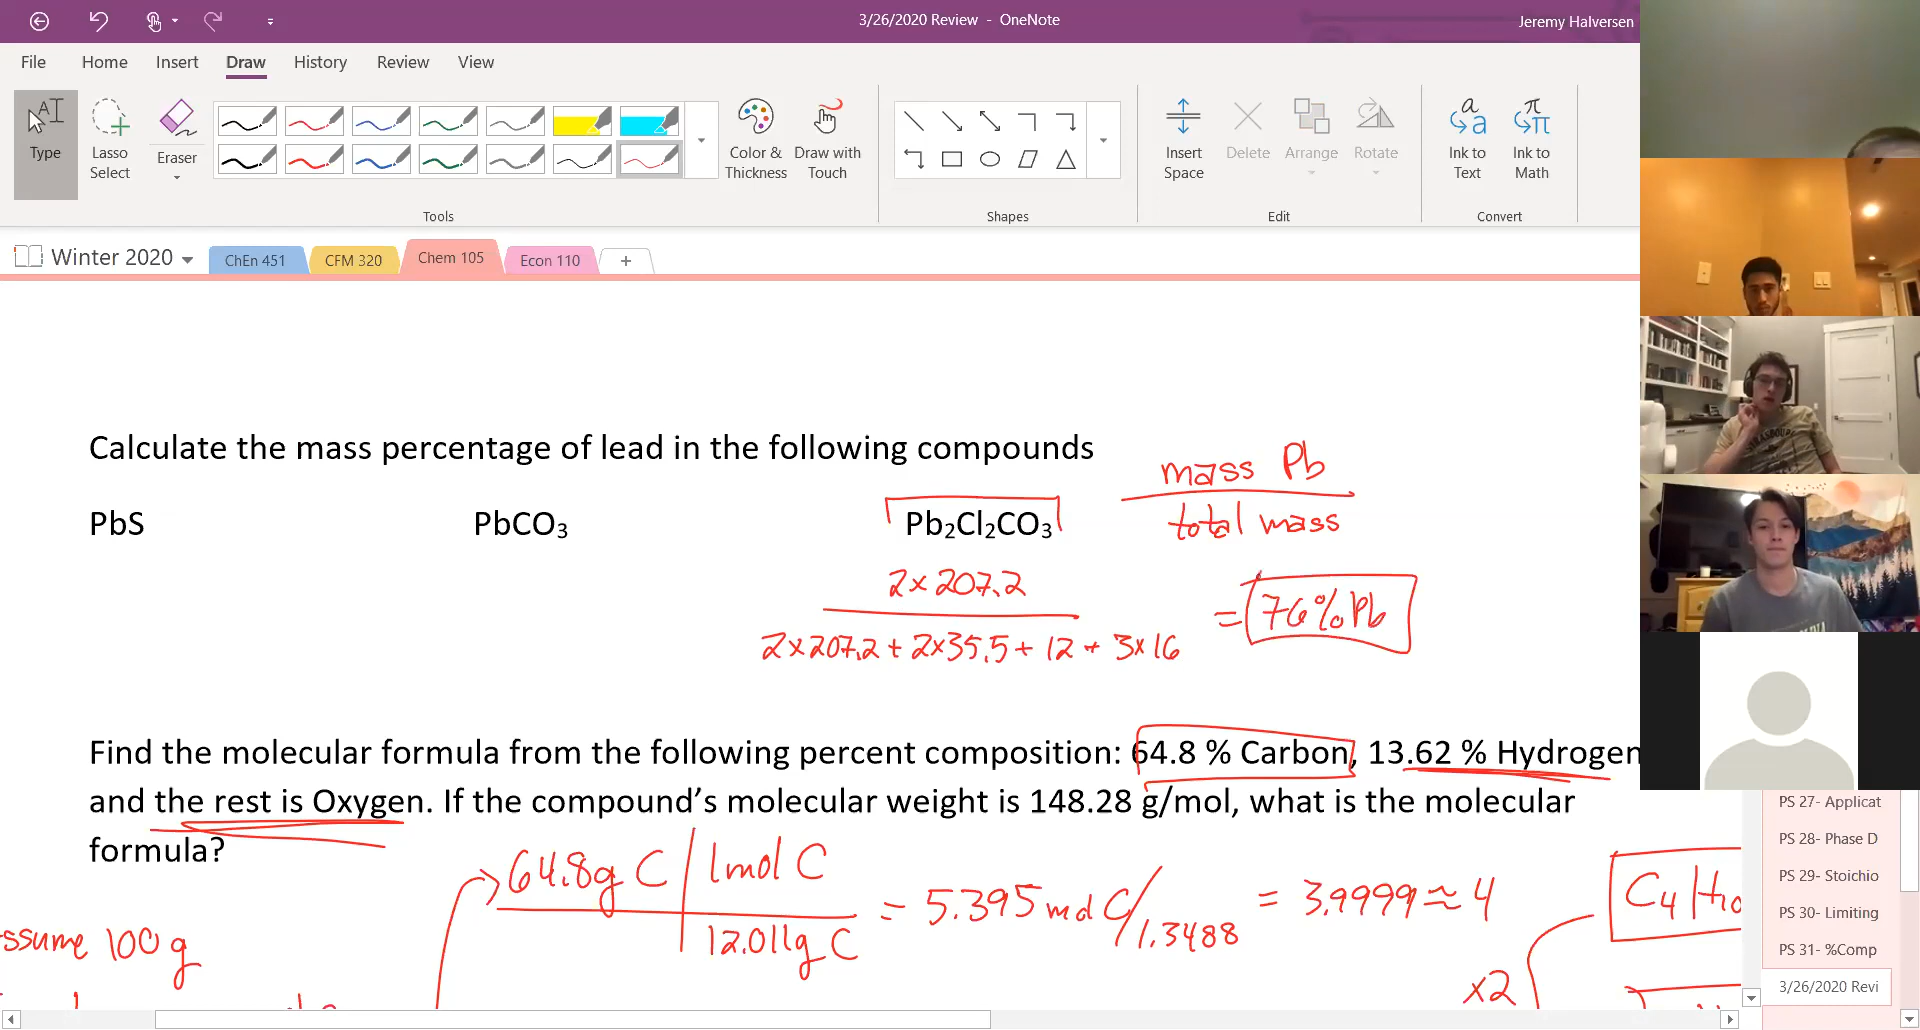 3/26/2020 Review - OneNote
Jeremy Halversen
File Home Insert Draw History Review View
Type
Lasso Select
Eraser
Color & Thickness
Draw with Touch
Insert Space
Delete
Arrange
Rotate
Ink to Text
Ink to Math
Tools
Shapes
Edit
Convert
Winter 2020
ChEn 451
CFM 320
Chem 105
Econ 110
+
Calculate the mass percentage of lead in the following compounds
mass Pb
total mass
PbS PbCO₃ Pb₂Cl₂CO₃
2 × 207.2
2×207.2 + 2×35.5 + 12 + 3×16
= 76% Pb
Find the molecular formula from the following percent composition: 64.8 % Carbon, 13.62 % Hydrogen
and the rest is Oxygen. If the compound’s molecular weight is 148.28 g/mol, what is the molecular
formula?
64.8g C | 1mol C
12.011g C
= 5.395 mol C / 1.3488 = 3.9999 ≈ 4
C₄H₁₀
ssume 100 g
x2
PS 27- Applicat
PS 28- Phase D
PS 29- Stoichio
PS 30- Limiting
PS 31- %Comp
3/26/2020 Revi